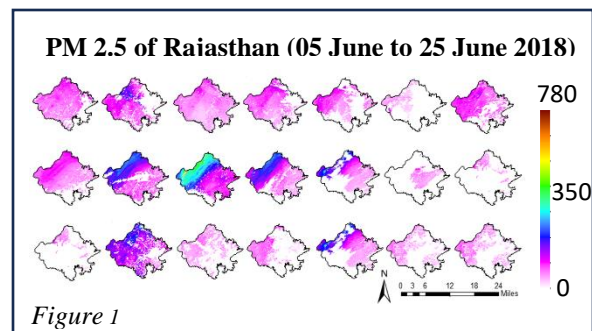 PM 2.5 of Rajasthan (05 June to 25 June 2018)
780
350
0
N
0 3 6 12 18 24
Miles
Figure 1